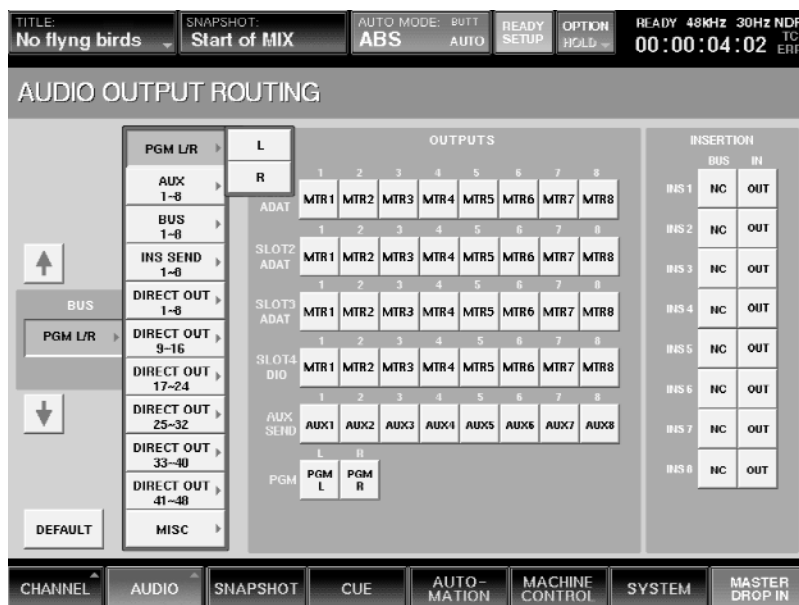 TITLE:
No flyng birds
SNAPSHOT:
Start of MIX
AUTO MODE: BUTT
ABS AUTO
READY
SETUP
OPTION
HOLD
READY 48kHz 30Hz NDF
00:00:04:02 TC
ERR
AUDIO OUTPUT ROUTING
BUS
PGM L/R
DEFAULT
PGM L/R
AUX
1~8
BUS
1~8
INS SEND
1~8
DIRECT OUT
1~8
DIRECT OUT
9~16
DIRECT OUT
17~24
DIRECT OUT
25~32
DIRECT OUT
33~40
DIRECT OUT
41~48
MISC
L
R
OUTPUTS
1 2 3 4 5 6 7 8
ADAT MTR1 MTR2 MTR3 MTR4 MTR5 MTR6 MTR7 MTR8
1 2 3 4 5 6 7 8
SLOT2
ADAT MTR1 MTR2 MTR3 MTR4 MTR5 MTR6 MTR7 MTR8
1 2 3 4 5 6 7 8
SLOT3
ADAT MTR1 MTR2 MTR3 MTR4 MTR5 MTR6 MTR7 MTR8
1 2 3 4 5 6 7 8
SLOT4
DIO MTR1 MTR2 MTR3 MTR4 MTR5 MTR6 MTR7 MTR8
1 2 3 4 5 6 7 8
AUX
SEND AUX1 AUX2 AUX3 AUX4 AUX5 AUX6 AUX7 AUX8
L R
PGM PGM L PGM R
INSERTION
BUS IN
INS 1 NC OUT
INS 2 NC OUT
INS 3 NC OUT
INS 4 NC OUT
INS 5 NC OUT
INS 6 NC OUT
INS 7 NC OUT
INS 8 NC OUT
CHANNEL
AUDIO
SNAPSHOT
CUE
AUTO-
MATION
MACHINE
CONTROL
SYSTEM
MASTER
DROP IN